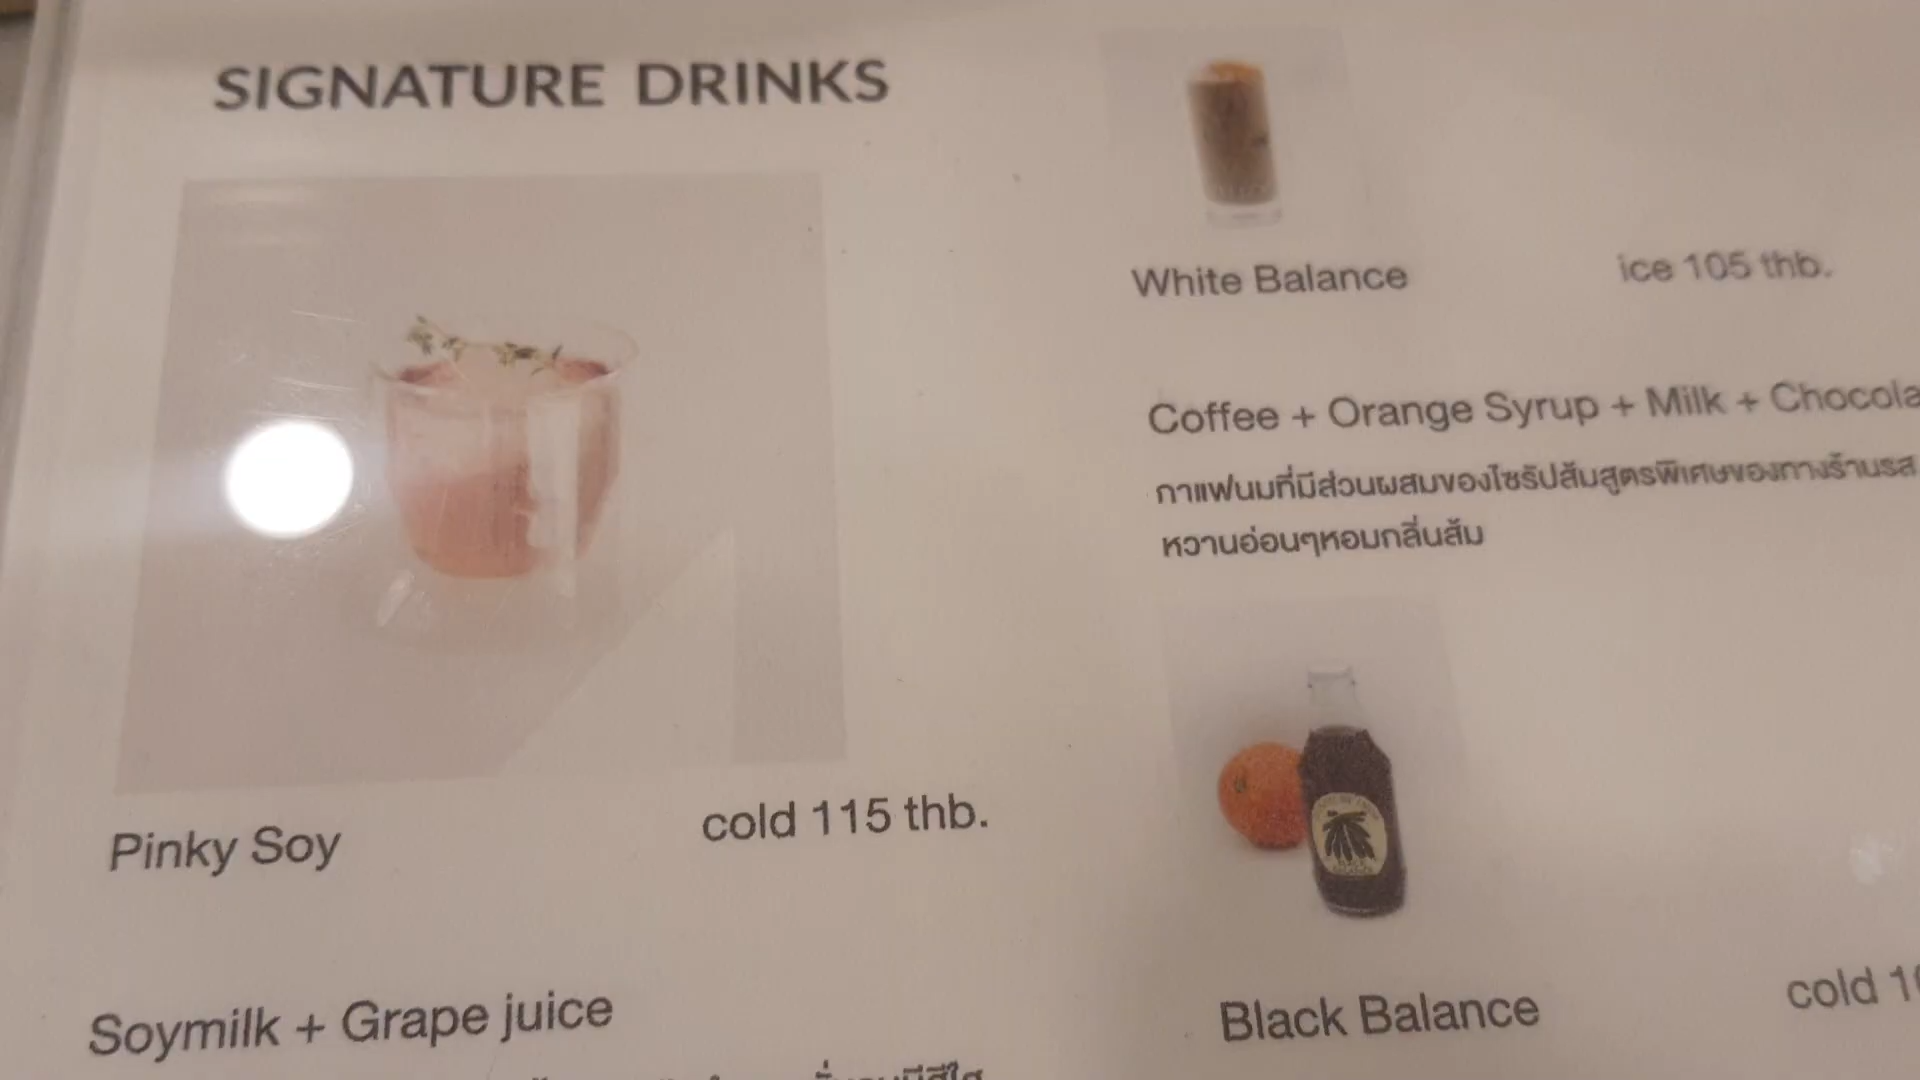 SIGNATURE DRINKS
Pinky Soy
cold 115 thb.
Soymilk + Grape juice
White Balance
ice 105 thb.
Coffee + Orange Syrup + Milk + Chocola
กาแฟนมที่มีส่วนผสมของไซรัปส้มสูตรพิเศษของทางร้านรส
หวานอ่อนๆหอมกลิ่นส้ม
Black Balance
cold 10